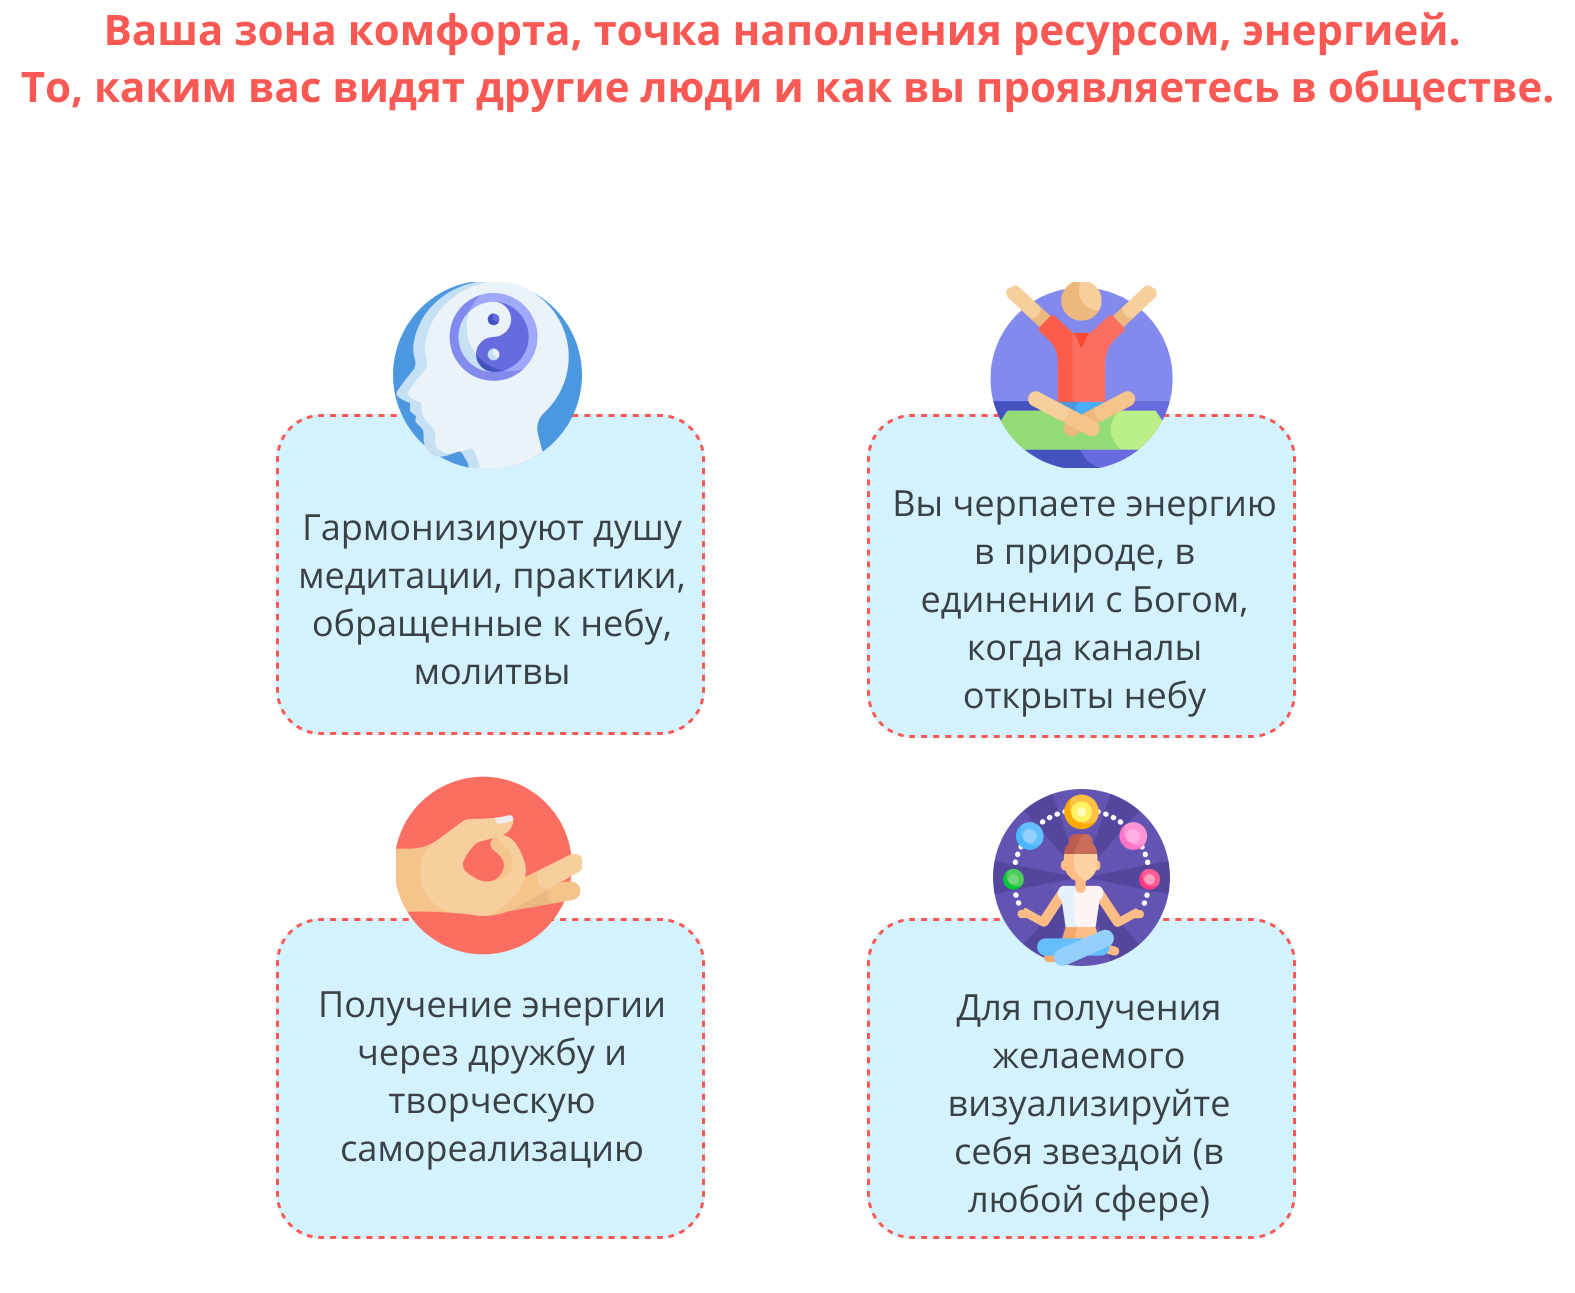 Ваша зона комфорта, точка наполнения ресурсом, энергией.
То, каким вас видят другие люди и как вы проявляетесь в обществе.
Гармонизируют душу
медитации, практики,
обращенные к небу,
молитвы
Вы черпаете энергию
в природе, в
единении с Богом,
когда каналы
открыты небу
Получение энергии
через дружбу и
творческую
самореализацию
Для получения
желаемого
визуализируйте
себя звездой (в
любой сфере)